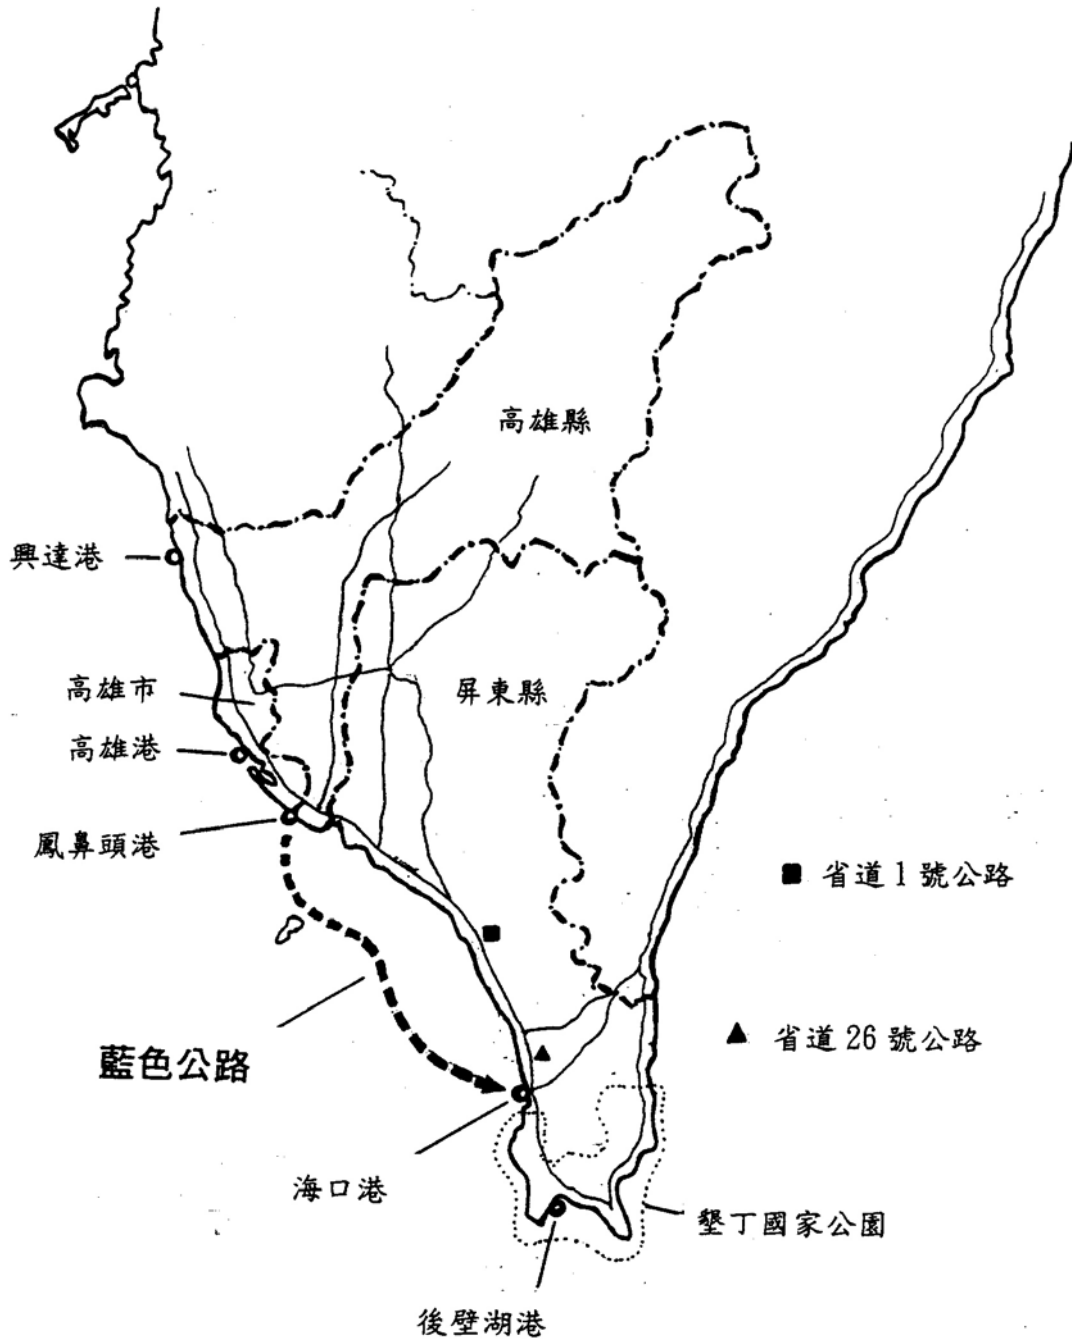 高雄縣
興達港
高雄市
屏東縣
高雄港
鳳鼻頭港
省道1號公路
藍色公路
省道26號公路
海口港
墾丁國家公園
後壁湖港